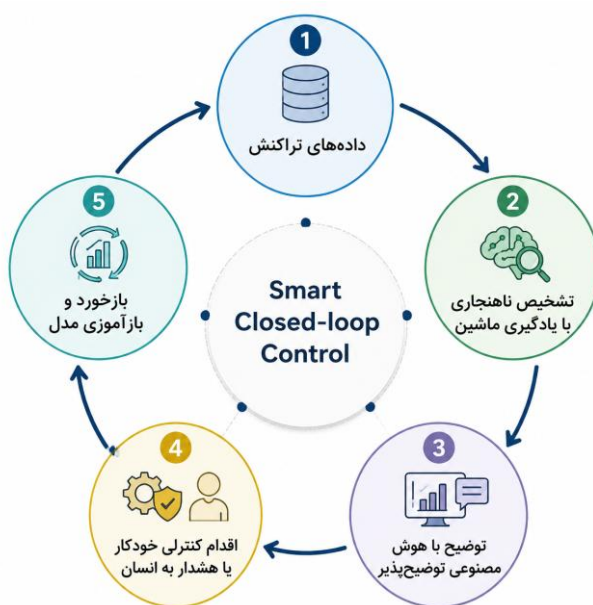 1
داده‌های تراکنش
2
تشخیص ناهنجاری
با یادگیری ماشین
3
توضیح با هوش
مصنوعی توضیح‌پذیر
4
اقدام کنترلی خودکار
یا هشدار به انسان
5
بازخورد و
بازآموزی مدل
Smart
Closed-loop
Control